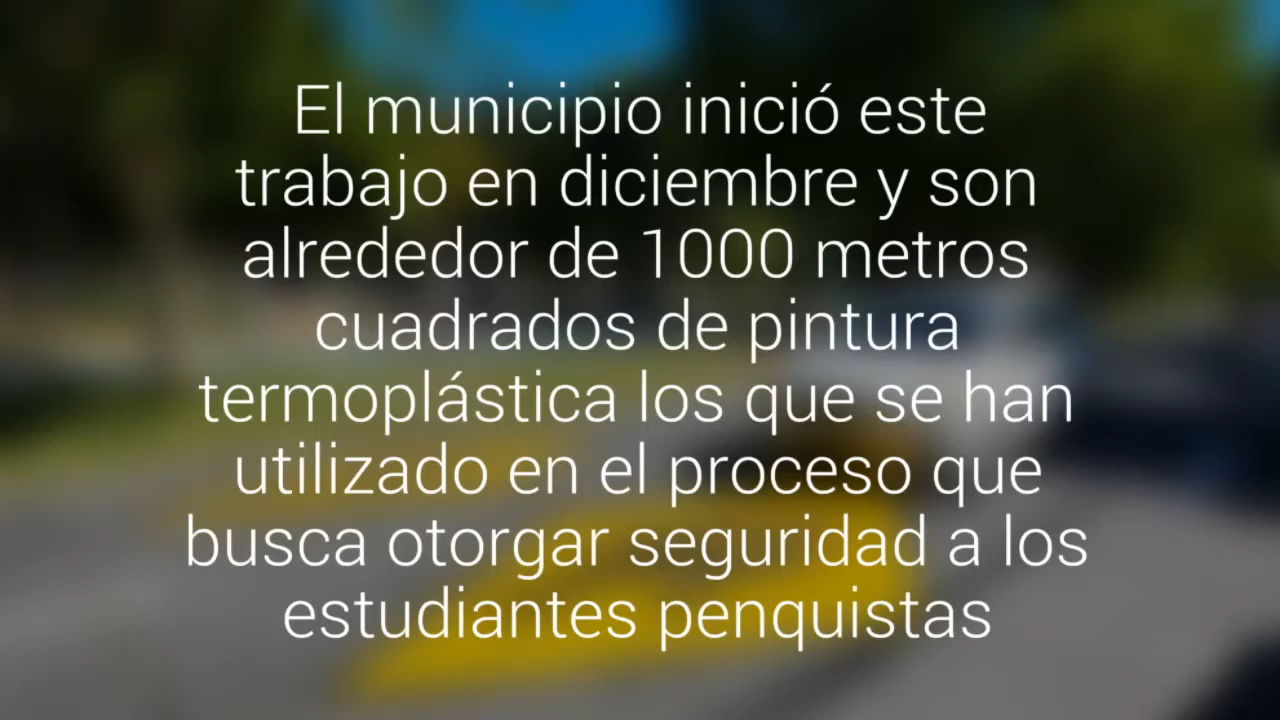 El municipio inició este
trabajo en diciembre y son
alrededor de 1000 metros
cuadrados de pintura
termoplástica los que se han
utilizado en el proceso que
busca otorgar seguridad a los
estudiantes penquistas